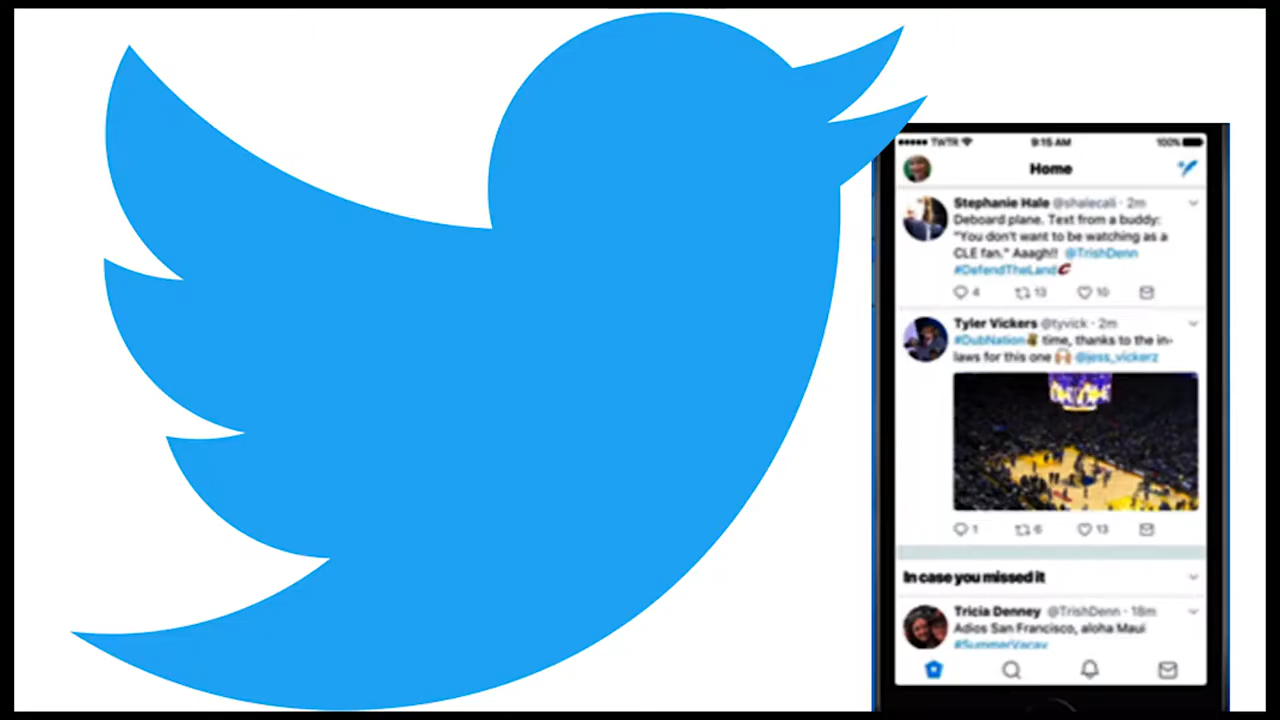 TWTR 9:15 AM 100%
Home
Stephanie Hale @shalecali · 2m
Deboard plane. Text from a buddy:
"You don't want to be watching as a
CLE fan." Aaagh!! @TrishDenn
#DefendTheLand
4 13 10
Tyler Vickers @tyvick · 2m
#DubNation time, thanks to the in-
laws for this one @jess_vickerz
1 6 13
In case you missed it
Tricia Denney @TrishDenn · 18m
Adios San Francisco, aloha Maui
#SummerVacay